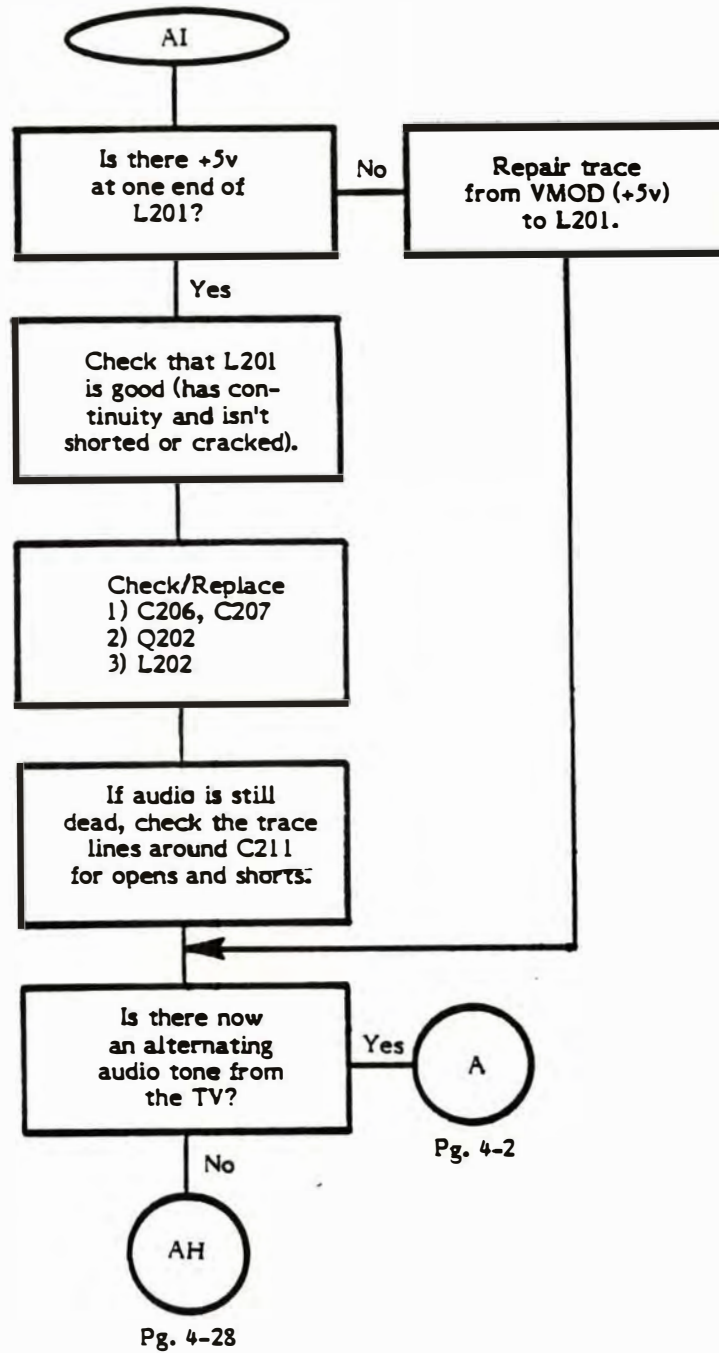 AI
Is there +5v
at one end of
L201?
No
Repair trace
from VMOD (+5v)
to L201.
Yes
Check that L201
is good (has con-
tinuity and isn't
shorted or cracked).
Check/Replace
1) C206, C207
2) Q202
3) L202
If audio is still
dead, check the trace
lines around C211
for opens and shorts.
Is there now
an alternating
audio tone from
the TV?
Yes
A
Pg. 4-2
No
AH
Pg. 4-28